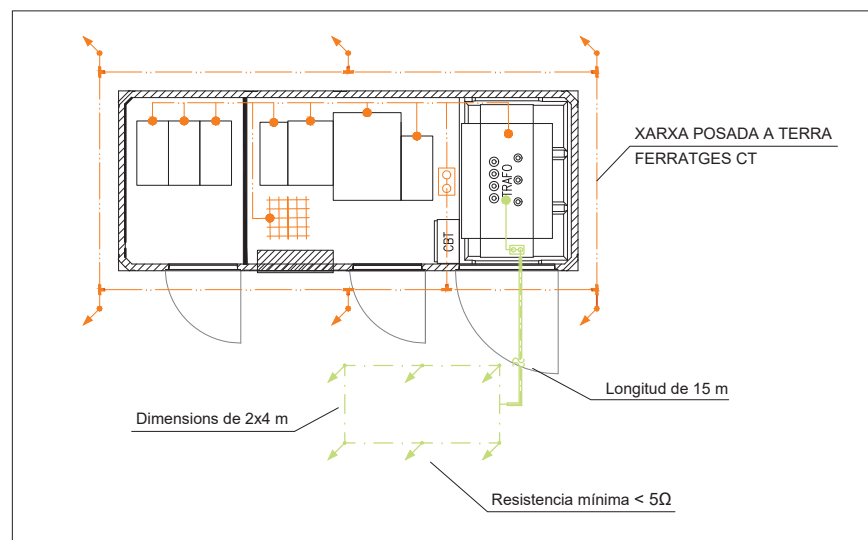 XARXA POSADA A TERRA
FERRATGES CT
TRAFO
CBT
Longitud de 15 m
Dimensions de 2x4 m
Resistencia mínima < 5Ω